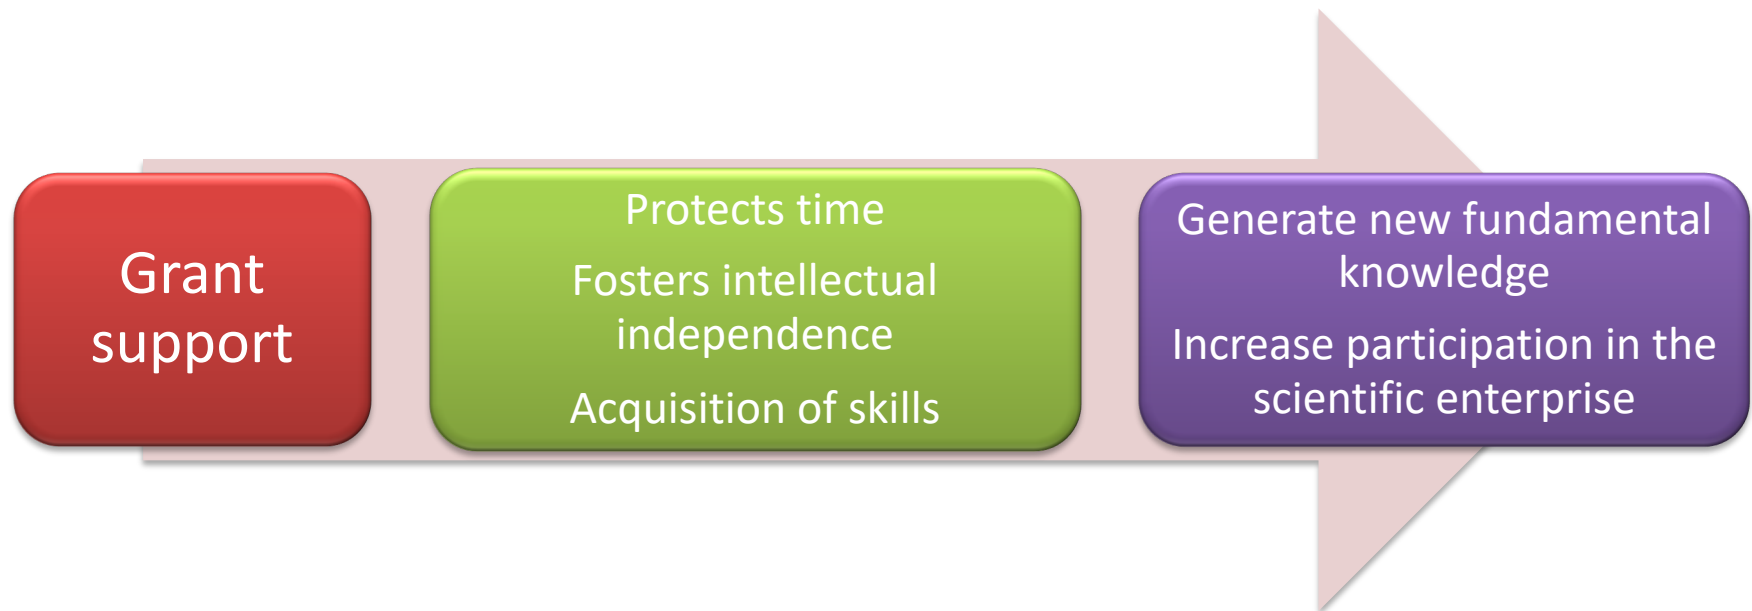 Grant
support
Protects time
Fosters intellectual
independence
Acquisition of skills
Generate new fundamental
knowledge
Increase participation in the
scientific enterprise